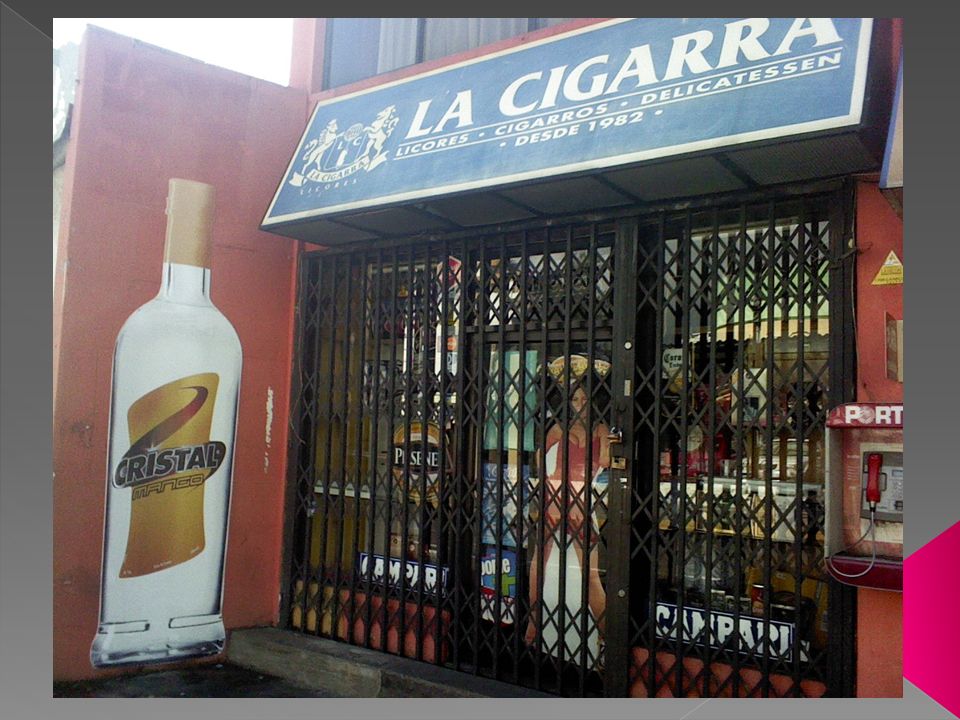 LA CIGARRA
LICORES • CIGARROS • DELICATESSEN
• DESDE 1982 •
L C
LA CIGARRA
LICORES
CRISTAL
MANGO
PILSENER
CAMPARI
CAMPARI
PORT